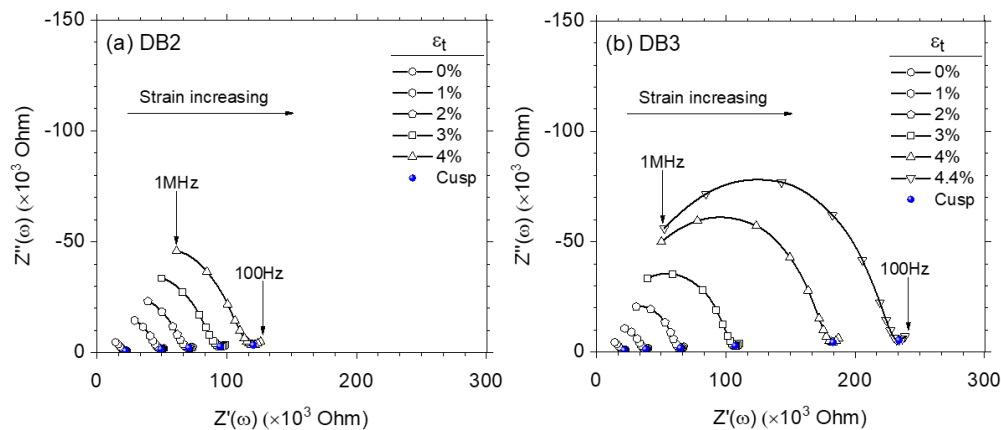 (a) DB2
εt
0%
1%
2%
3%
4%
Cusp
Strain increasing
1MHz
100Hz
-150
-100
-50
0
0
100
200
300
Z''(ω) (×10³ Ohm)
Z'(ω) (×10³ Ohm)
(b) DB3
εt
0%
1%
2%
3%
4%
4.4%
Cusp
Strain increasing
1MHz
100Hz
-150
-100
-50
0
0
100
200
300
Z''(ω) (×10³ Ohm)
Z'(ω) (×10³ Ohm)